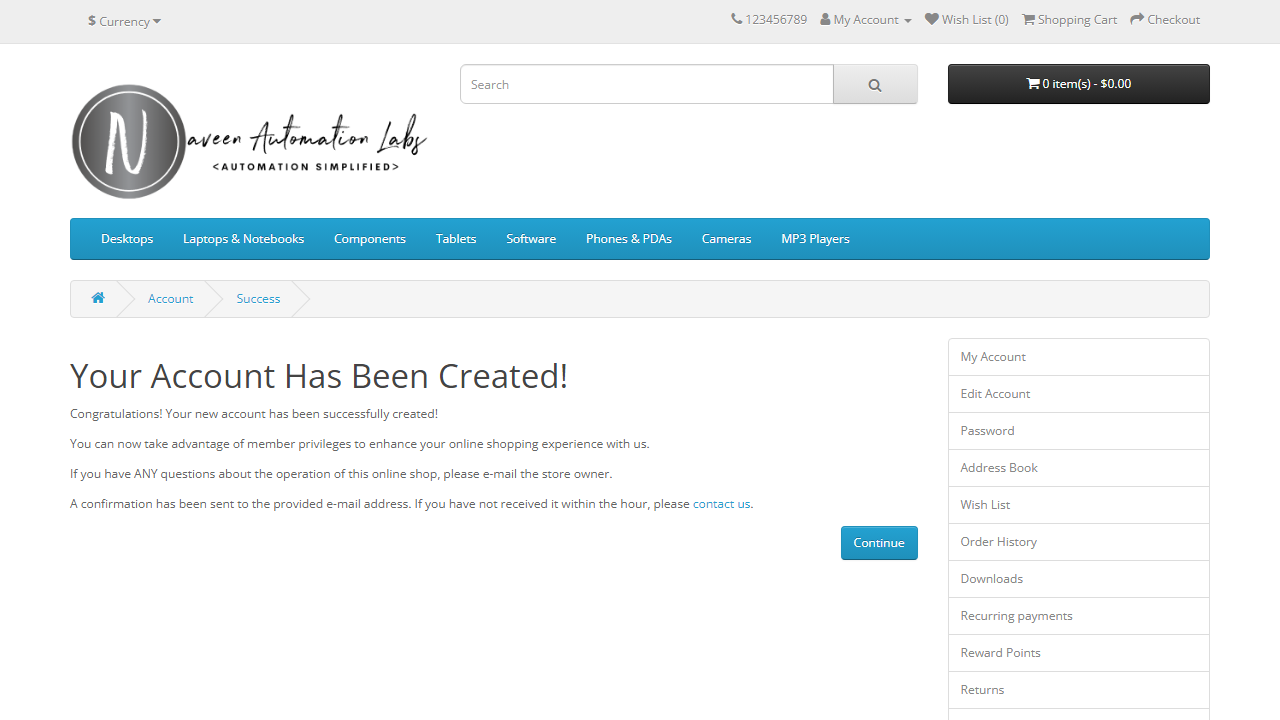 $ Currency
123456789 My Account Wish List (0) Shopping Cart Checkout
N
aveen Automation Labs
<AUTOMATION SIMPLIFIED>
Search
0 item(s) - $0.00
Desktops Laptops & Notebooks Components Tablets Software Phones & PDAs Cameras MP3 Players
Account Success
Your Account Has Been Created!
Congratulations! Your new account has been successfully created!
You can now take advantage of member privileges to enhance your online shopping experience with us.
If you have ANY questions about the operation of this online shop, please e-mail the store owner.
A confirmation has been sent to the provided e-mail address. If you have not received it within the hour, please contact us.
Continue
My Account
Edit Account
Password
Address Book
Wish List
Order History
Downloads
Recurring payments
Reward Points
Returns